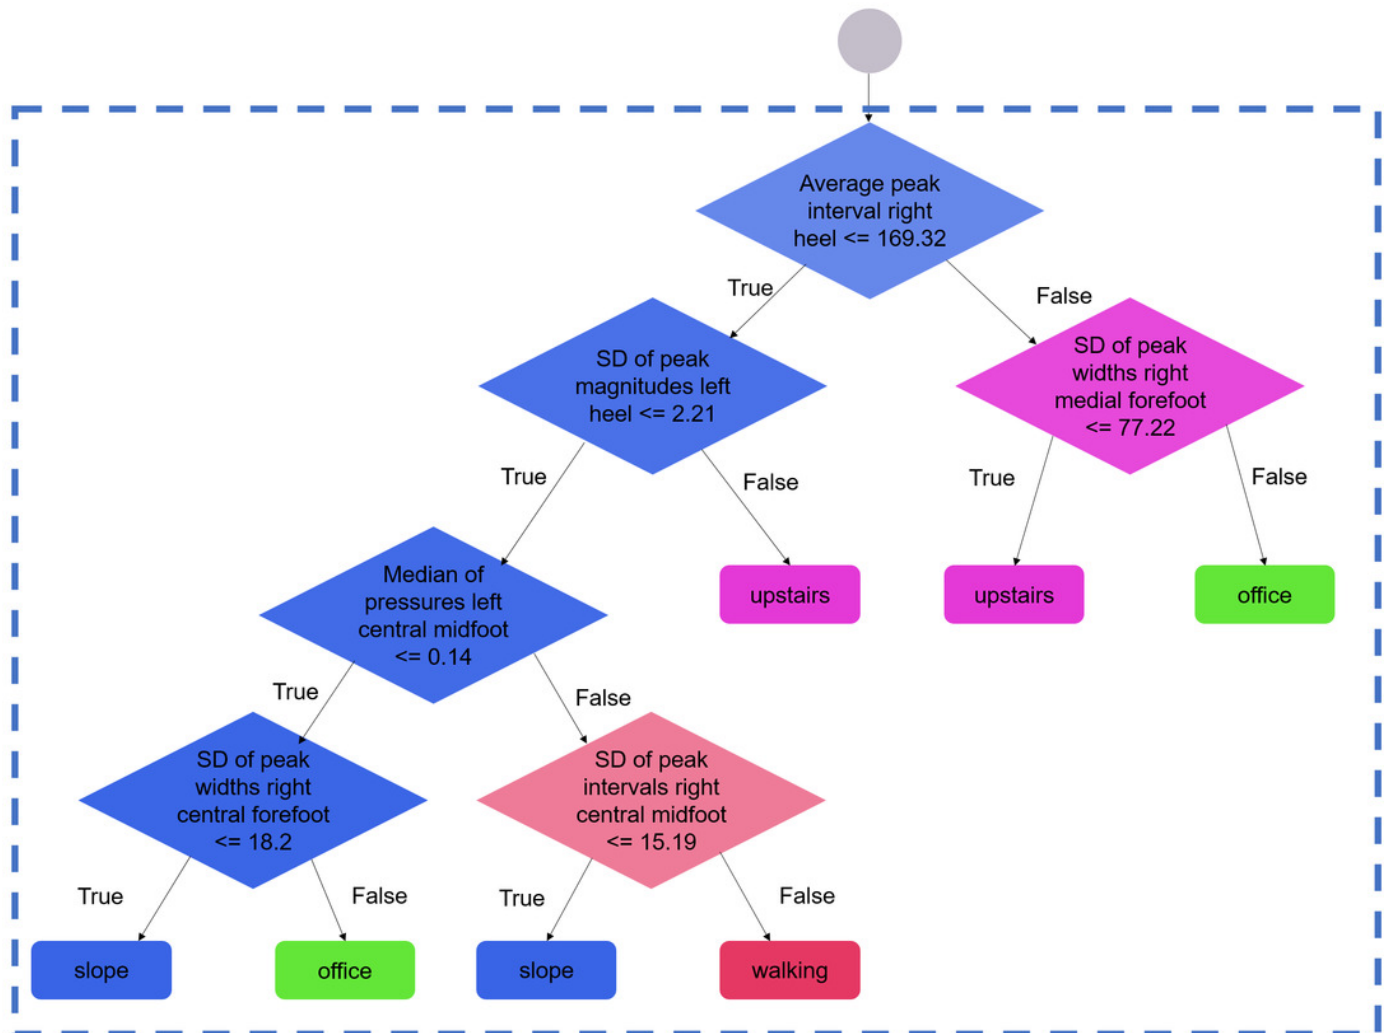 Average peak
interval right
heel <= 169.32
True
False
SD of peak
magnitudes left
heel <= 2.21
SD of peak
widths right
medial forefoot
<= 77.22
True
False
True
False
Median of
pressures left
central midfoot
<= 0.14
upstairs
upstairs
office
True
False
SD of peak
widths right
central forefoot
<= 18.2
SD of peak
intervals right
central midfoot
<= 15.19
True
False
True
False
slope
office
slope
walking